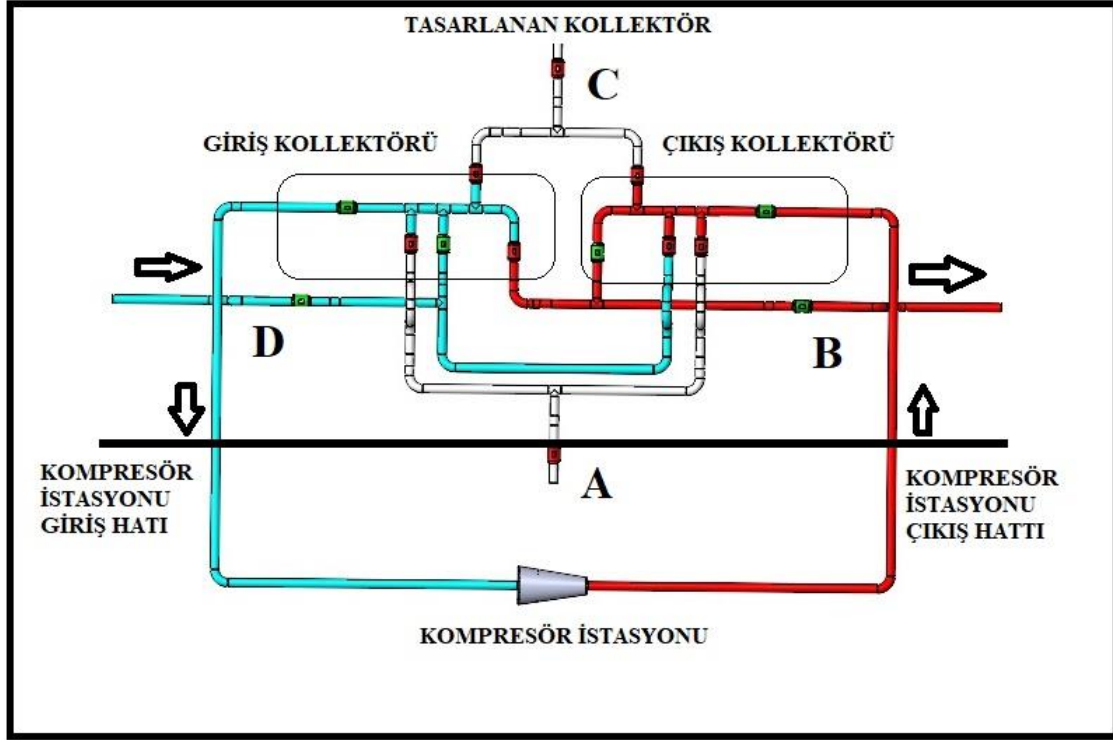 TASARLANAN KOLLEKTÖR
C
GİRİŞ KOLLEKTÖRÜ
ÇIKIŞ KOLLEKTÖRÜ
D
B
KOMPRESÖR
İSTASYONU
GİRİŞ HATI
A
KOMPRESÖR
İSTASYONU
ÇIKIŞ HATTI
KOMPRESÖR İSTASYONU